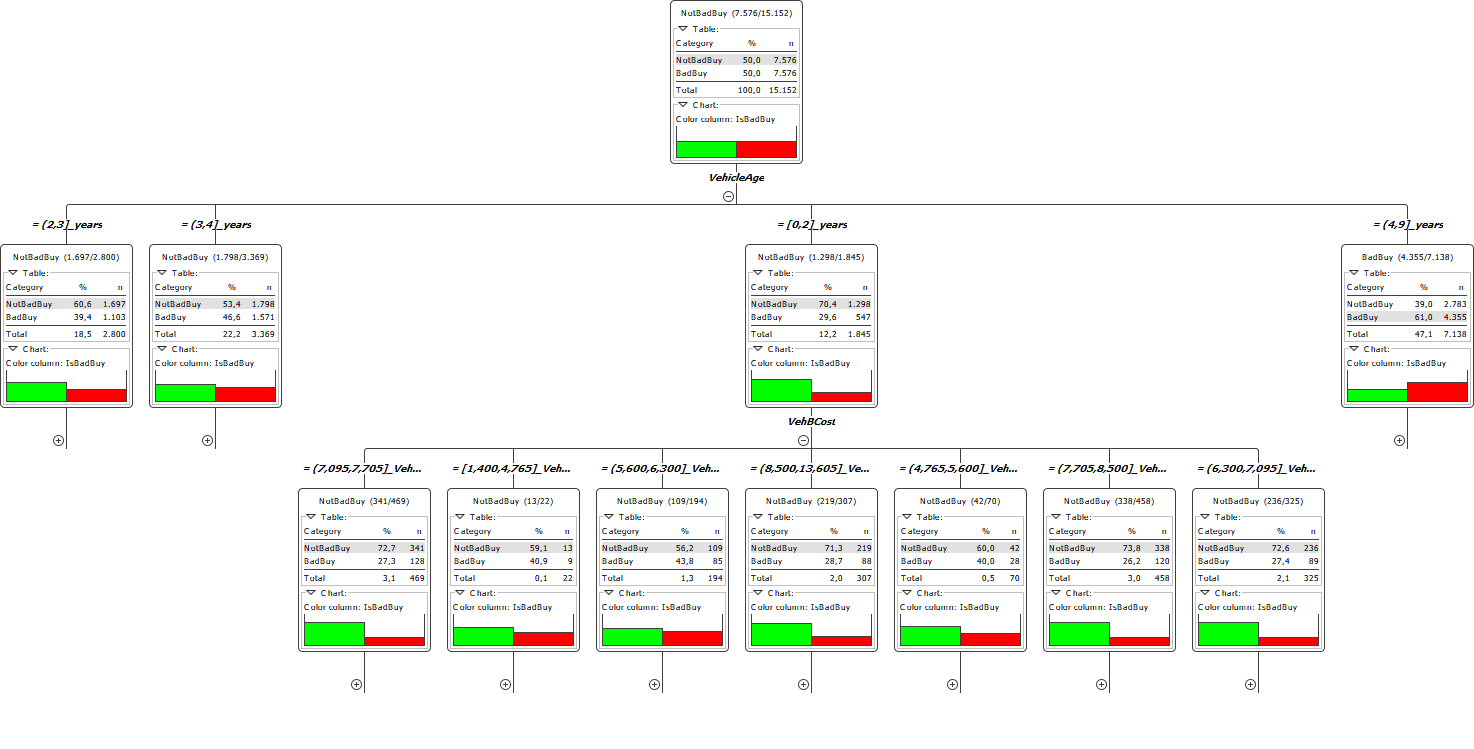 NotBadBuy (7.576/15.152)
Table:
Category % n
NotBadBuy 50,0 7.576
BadBuy 50,0 7.576
Total 100,0 15.152
Chart:
Color column: IsBadBuy
VehicleAge
= (2,3]_years
NotBadBuy (1.697/2.800)
Table:
Category % n
NotBadBuy 60,6 1.697
BadBuy 39,4 1.103
Total 18,5 2.800
Chart:
Color column: IsBadBuy
= (3,4]_years
NotBadBuy (1.798/3.369)
Table:
Category % n
NotBadBuy 53,4 1.798
BadBuy 46,6 1.571
Total 22,2 3.369
Chart:
Color column: IsBadBuy
= [0,2]_years
NotBadBuy (1.298/1.845)
Table:
Category % n
NotBadBuy 70,4 1.298
BadBuy 29,6 547
Total 12,2 1.845
Chart:
Color column: IsBadBuy
= (4,9]_years
BadBuy (4.355/7.138)
Table:
Category % n
NotBadBuy 39,0 2.783
BadBuy 61,0 4.355
Total 47,1 7.138
Chart:
Color column: IsBadBuy
VehBCost
= (7,095,7,705]_Veh...
NotBadBuy (341/469)
Table:
Category % n
NotBadBuy 72,7 341
BadBuy 27,3 128
Total 3,1 469
Chart:
Color column: IsBadBuy
= [1,400,4,765]_Veh...
NotBadBuy (13/22)
Table:
Category % n
NotBadBuy 59,1 13
BadBuy 40,9 9
Total 0,1 22
Chart:
Color column: IsBadBuy
= (5,600,6,300]_Veh...
NotBadBuy (109/194)
Table:
Category % n
NotBadBuy 56,2 109
BadBuy 43,8 85
Total 1,3 194
Chart:
Color column: IsBadBuy
= (8,500,13,605]_Ve...
NotBadBuy (219/307)
Table:
Category % n
NotBadBuy 71,3 219
BadBuy 28,7 88
Total 2,0 307
Chart:
Color column: IsBadBuy
= (4,765,5,600]_Veh...
NotBadBuy (42/70)
Table:
Category % n
NotBadBuy 60,0 42
BadBuy 40,0 28
Total 0,5 70
Chart:
Color column: IsBadBuy
= (7,705,8,500]_Veh...
NotBadBuy (338/458)
Table:
Category % n
NotBadBuy 73,8 338
BadBuy 26,2 120
Total 3,0 458
Chart:
Color column: IsBadBuy
= (6,300,7,095]_Veh...
NotBadBuy (236/325)
Table:
Category % n
NotBadBuy 72,6 236
BadBuy 27,4 89
Total 2,1 325
Chart:
Color column: IsBadBuy